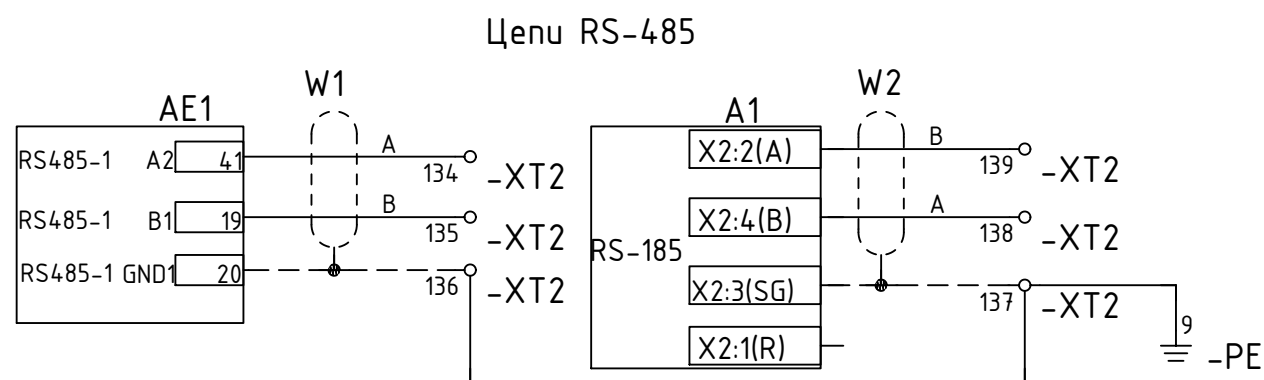 Цепи RS-485
W1
AE1
RS485-1 A2 41 A 134 -XT2
RS485-1 B1 19 B 135 -XT2
RS485-1 GND1 20 136 -XT2
W2
A1
RS-185
X2:2(A) B 139 -XT2
X2:4(B) A 138 -XT2
X2:3(SG) 137 -XT2
X2:1(R)
9
-PE